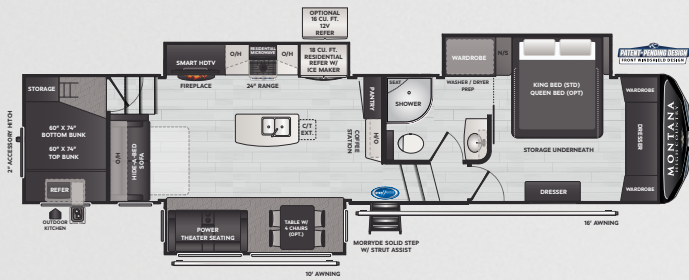 OPTIONAL
16 CU. FT.
12V
REFER
SMART HDTV
O/H
RESIDENTIAL
MICROWAVE
O/H
18 CU. FT.
RESIDENTIAL
REFER W/
ICE MAKER
FIREPLACE
24" RANGE
WARDROBE
N/S
WASHER / DRYER
PREP
KING BED (STD)
QUEEN BED (OPT)
STORAGE UNDERNEATH
PATENT-PENDING DESIGN
FRONT WINDSHIELD DESIGN
WARDROBE
DRESSER
WARDROBE
MONTANA
HIGH COUNTRY
DRESSER
STORAGE
60" X 74"
BOTTOM BUNK
60" X 74"
TOP BUNK
2" ACCESSORY HITCH
REFER
OUTDOOR
KITCHEN
O/H
HIDE-A-BED
SOFA
C/T
EXT.
PANTRY
H/O
COFFEE
STATION
SEAT
SHOWER
POWER
THEATER SEATING
TABLE W/
4 CHAIRS
(OPT.)
10' AWNING
MORRYDE SOLID STEP
W/ STRUT ASSIST
16' AWNING